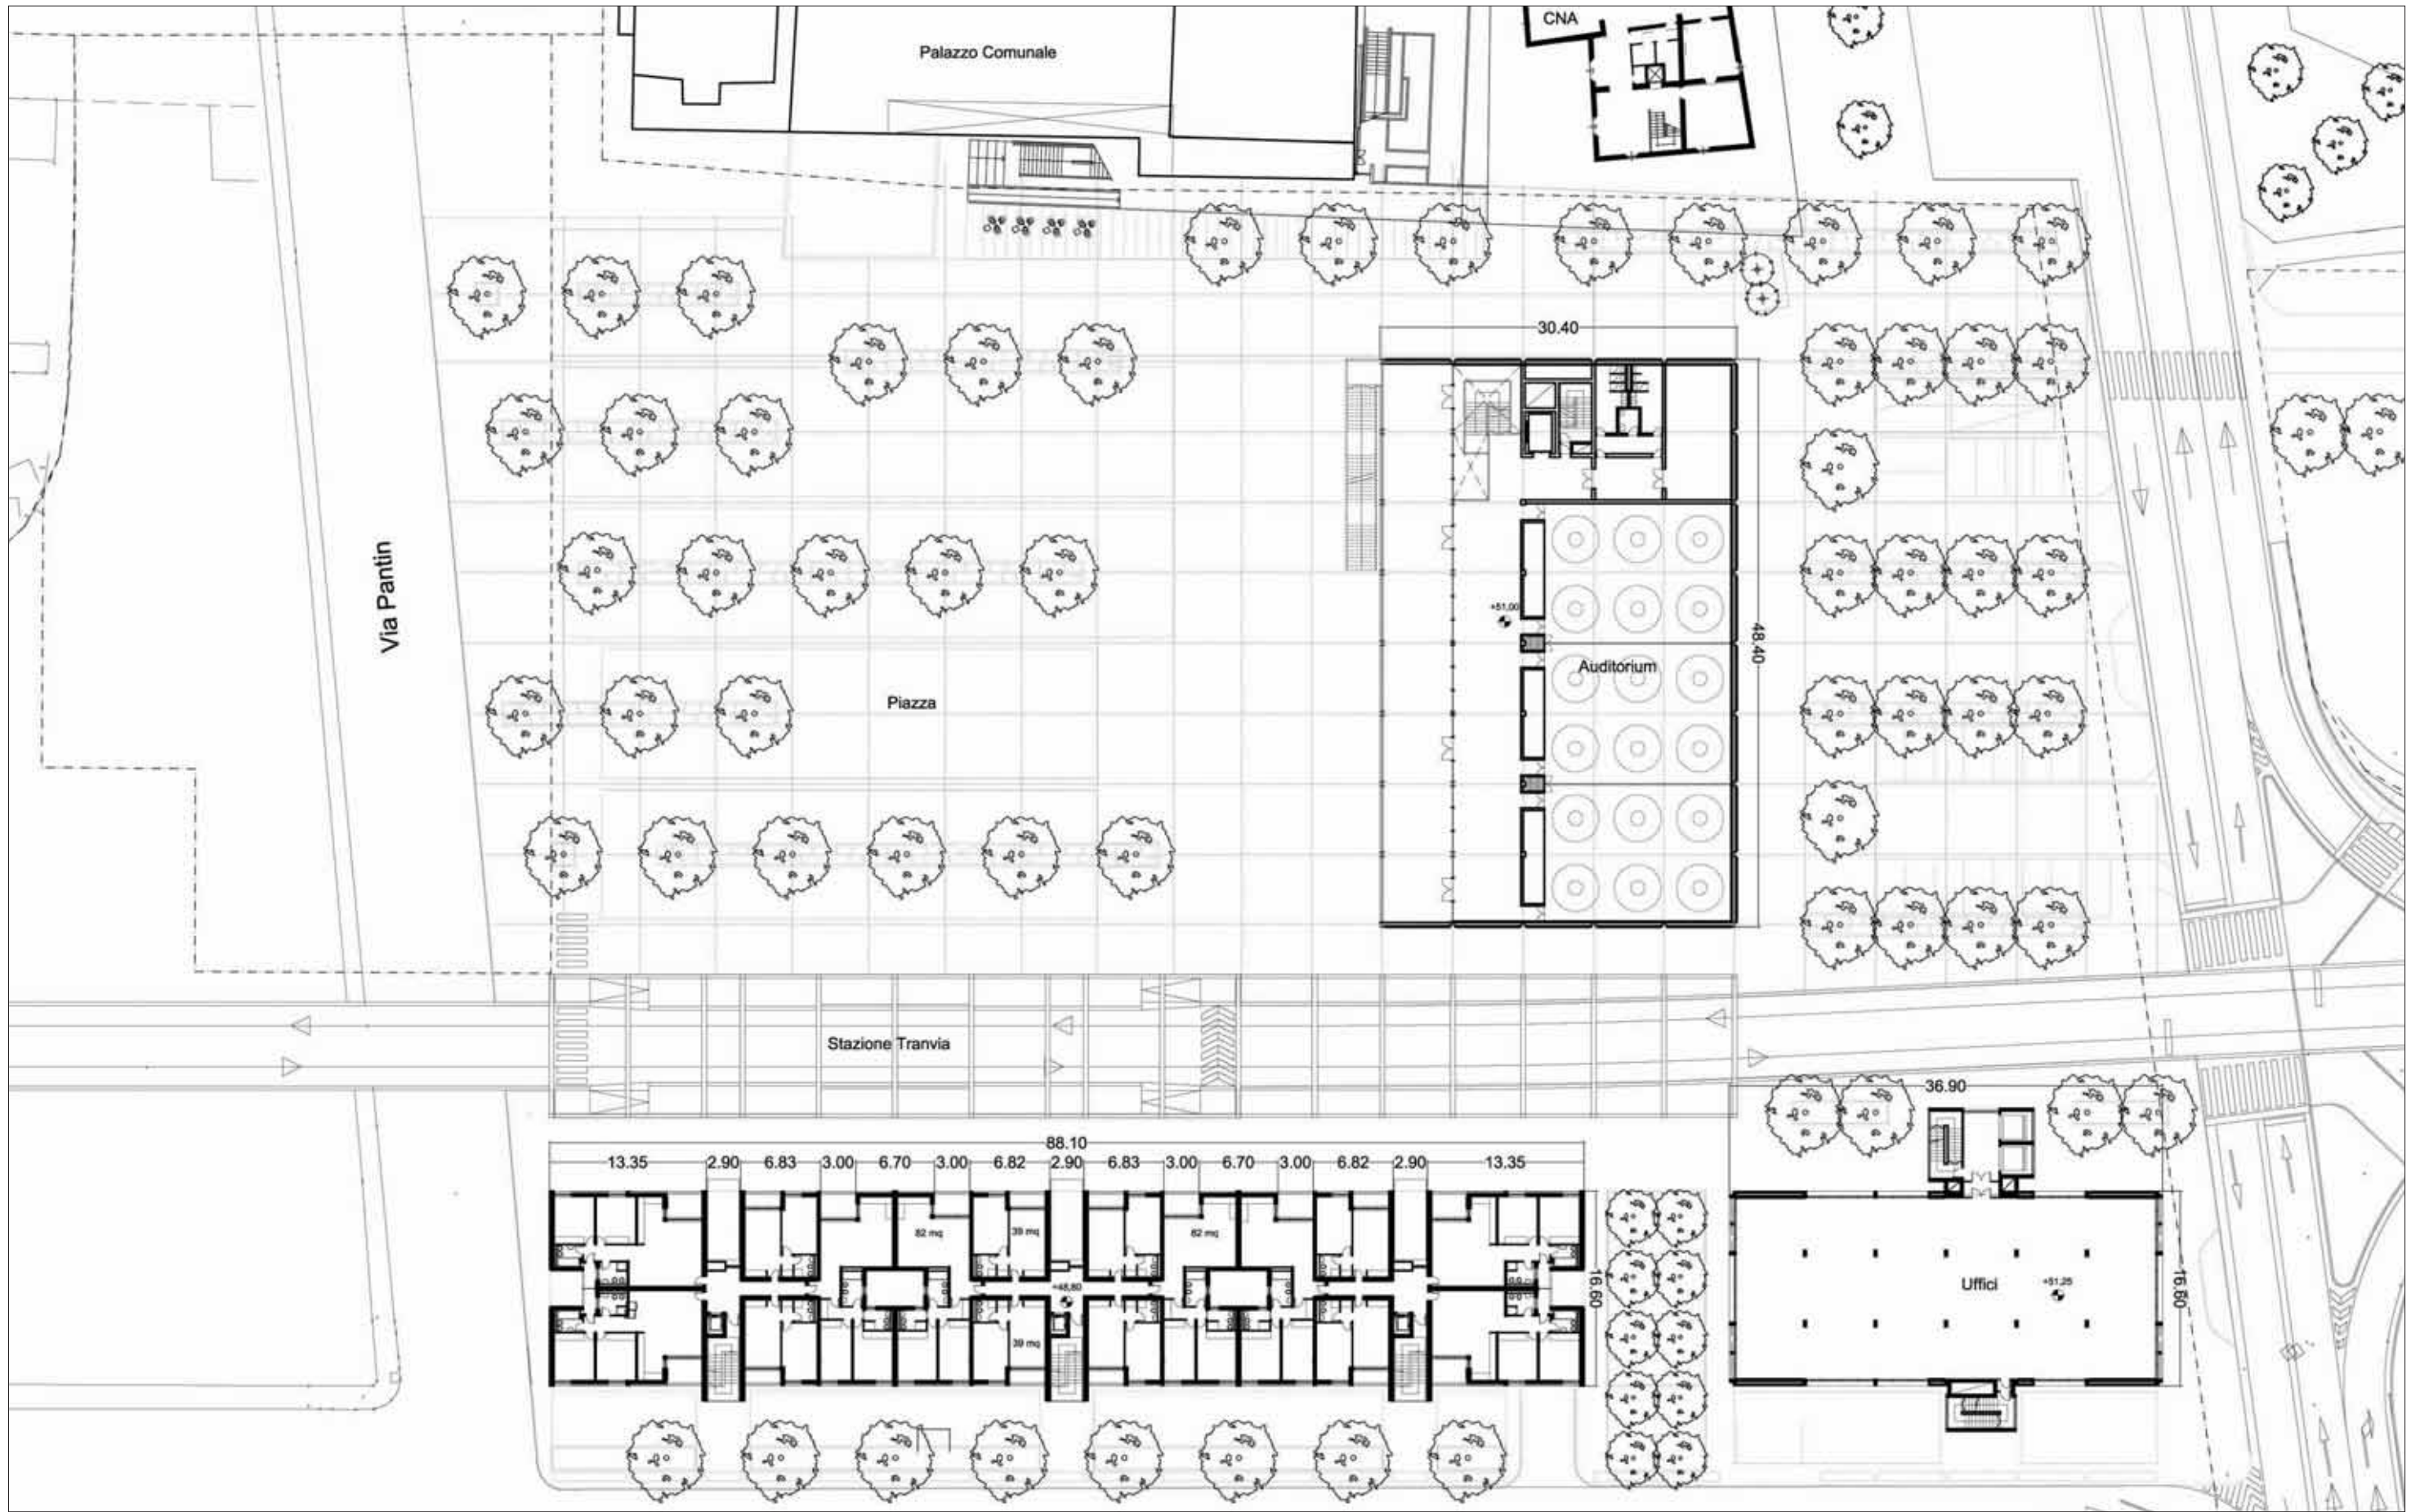 Palazzo Comunale
CNA
30.40
Via Pantin
+51,00
48.40
Auditorium
Piazza
Stazione Tranvia
36.90
88.10
13.35 2.90 6.83 3.00 6.70 3.00 6.82 2.90 6.83 3.00 6.70 3.00 6.82 2.90 13.35
82 mq
39 mq
82 mq
+48,80
16.60
39 mq
Uffici
+51,25
16.60